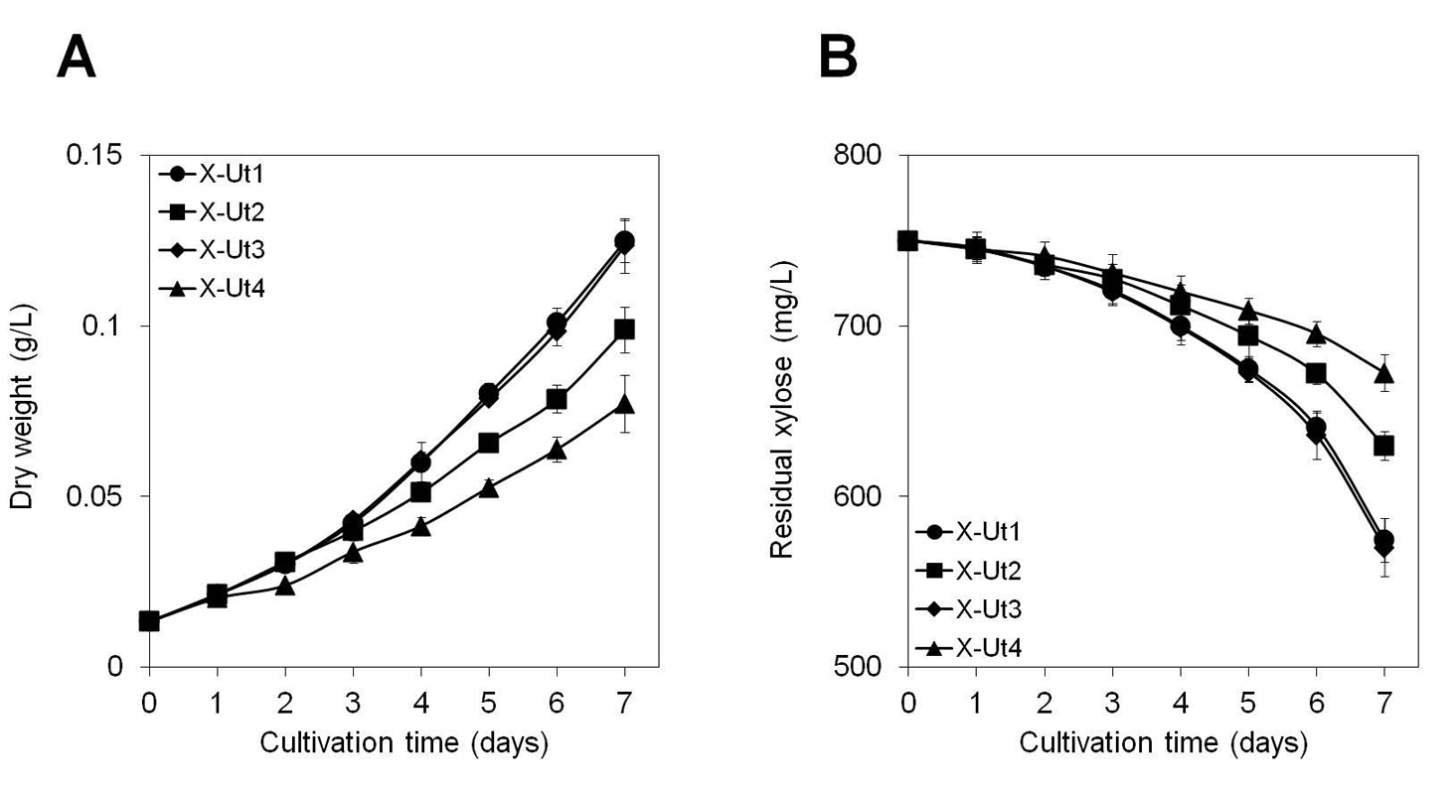 A
0.15
0.1
0.05
0
Dry weight (g/L)
X-Ut1
X-Ut2
X-Ut3
X-Ut4
0 1 2 3 4 5 6 7
Cultivation time (days)
B
800
700
600
500
Residual xylose (mg/L)
X-Ut1
X-Ut2
X-Ut3
X-Ut4
0 1 2 3 4 5 6 7
Cultivation time (days)